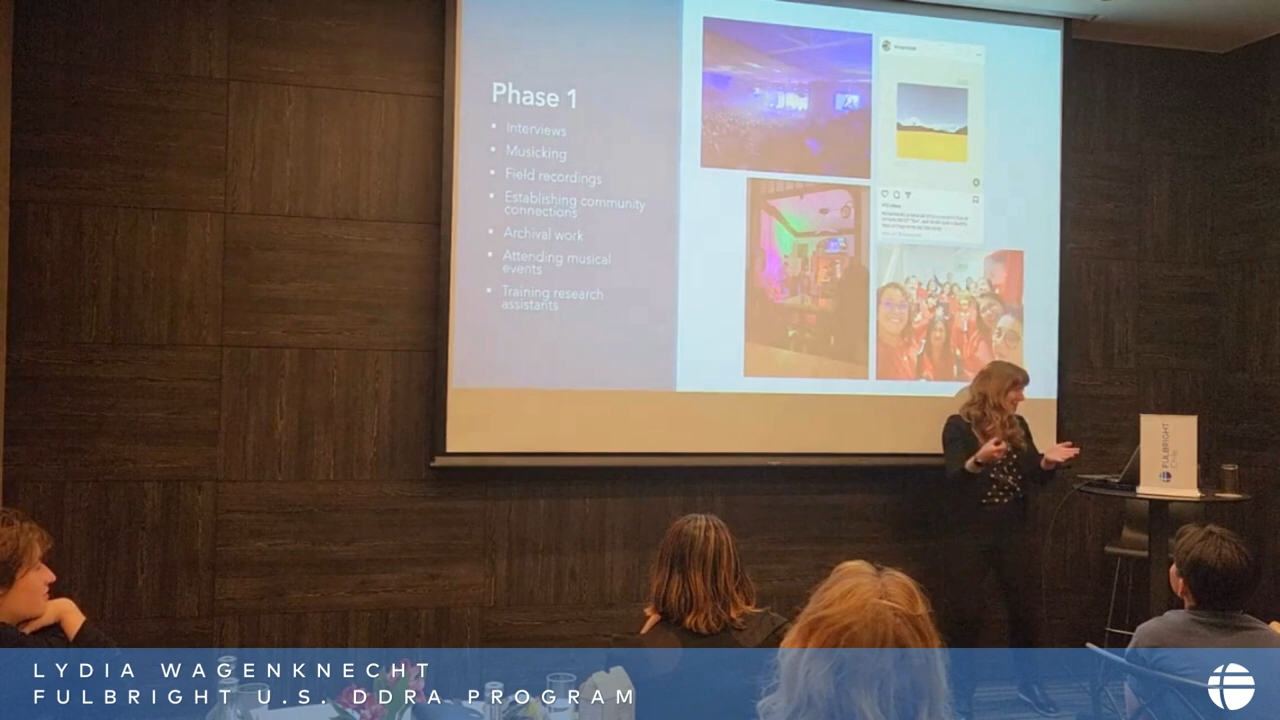 Phase 1
• Interviews
• Musicking
• Field recordings
• Establishing community
connections
• Archival work
• Attending musical
events
• Training research
assistants
FULBRIGHT
LYDIA WAGENKNECHT
FULBRIGHT U.S. DDRA PROGRAM